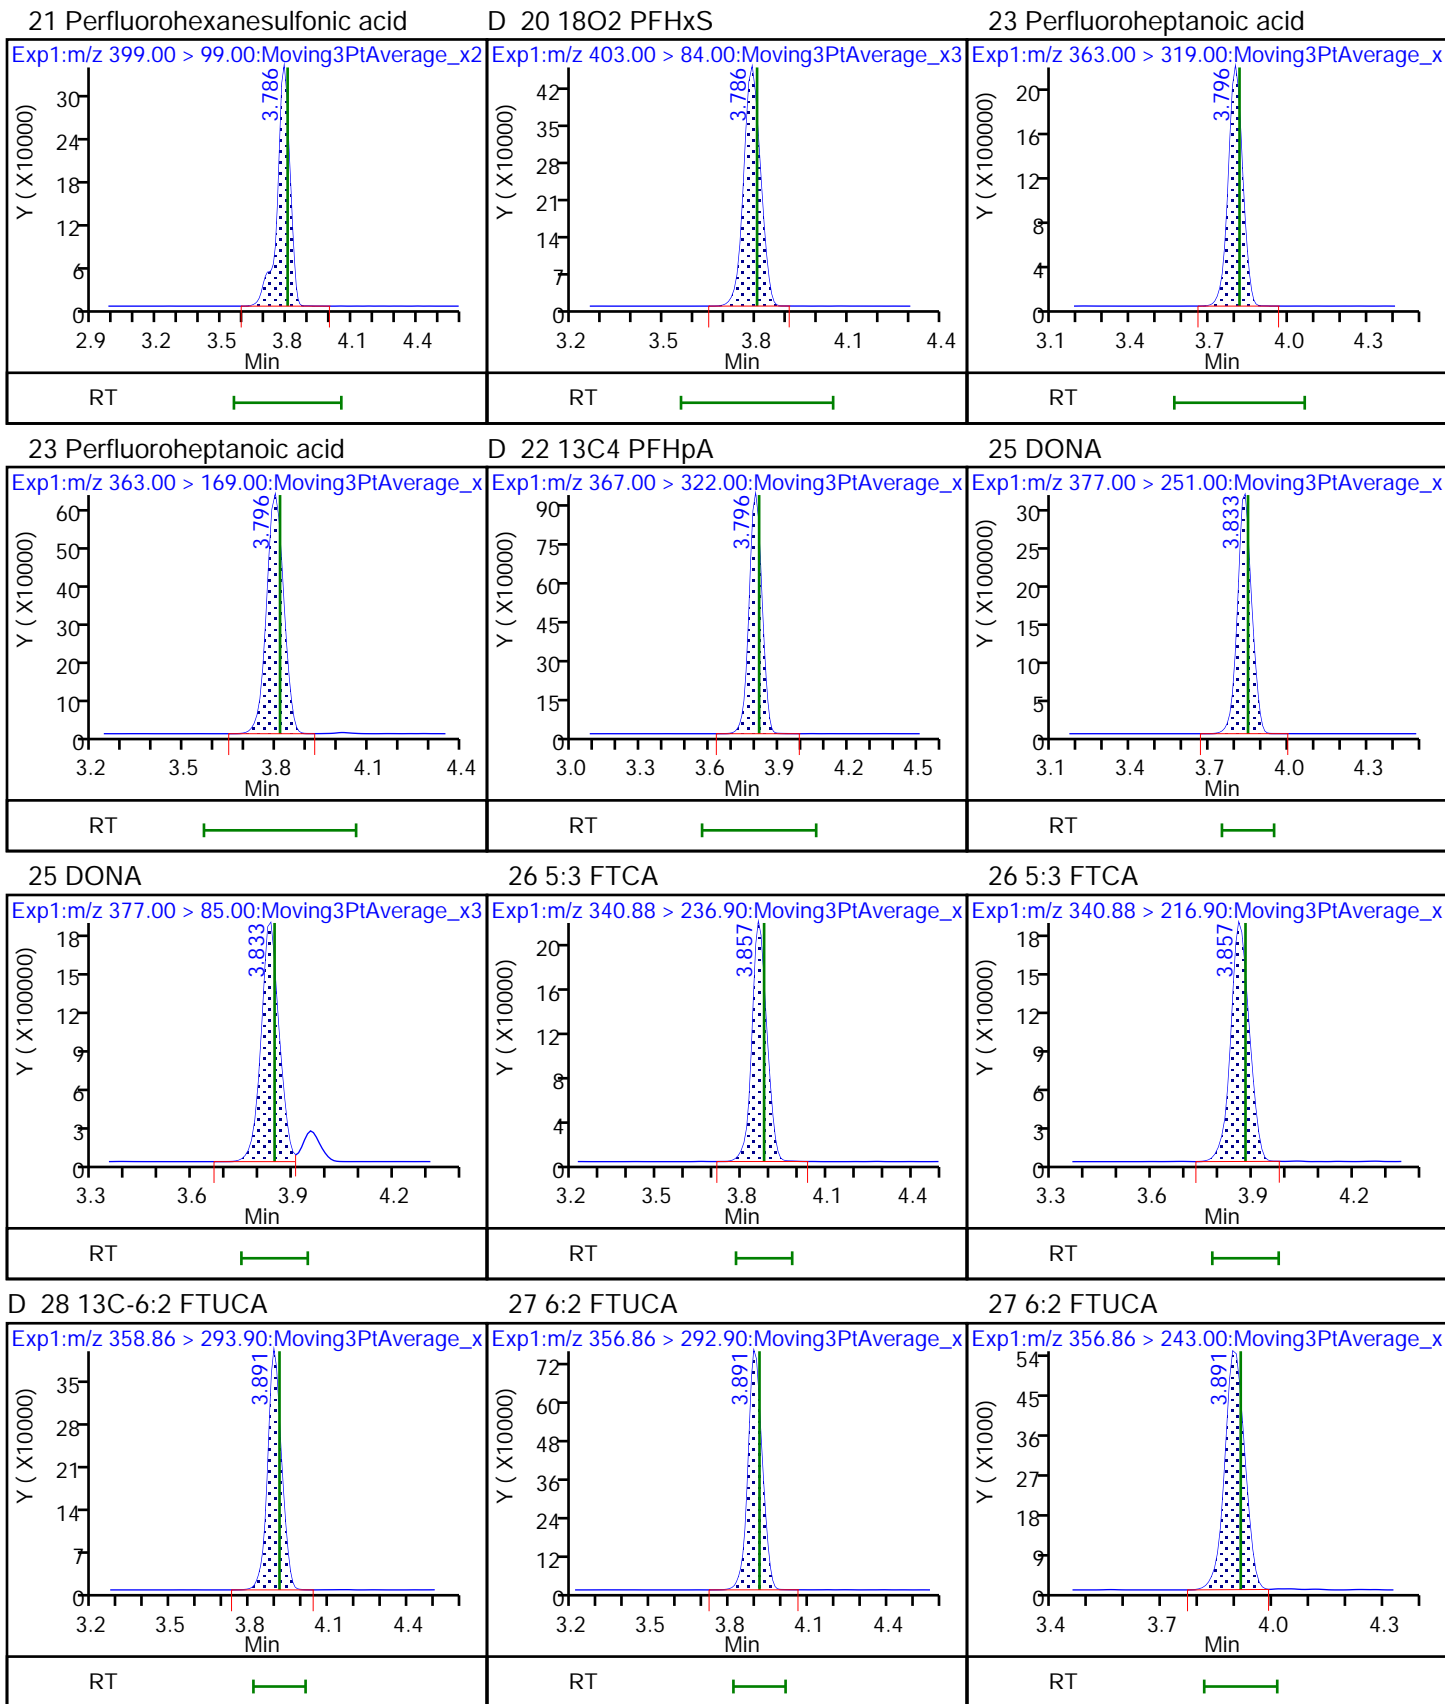 21 Perfluorohexanesulfonic acid
Exp1:m/z 399.00 > 99.00:Moving3PtAverage_x2
3.786
Y ( X10000)
30
24
18
12
6
0
2.9 3.2 3.5 3.8 4.1 4.4
Min
RT
D 20 18O2 PFHxS
Exp1:m/z 403.00 > 84.00:Moving3PtAverage_x3
3.786
Y ( X10000)
42
35
28
21
14
7
0
3.2 3.5 3.8 4.1 4.4
Min
RT
23 Perfluoroheptanoic acid
Exp1:m/z 363.00 > 319.00:Moving3PtAverage_x
3.796
Y ( X100000)
20
16
12
8
4
0
3.1 3.4 3.7 4.0 4.3
Min
RT
23 Perfluoroheptanoic acid
Exp1:m/z 363.00 > 169.00:Moving3PtAverage_x
3.796
Y ( X10000)
60
50
40
30
20
10
0
3.2 3.5 3.8 4.1 4.4
Min
RT
D 22 13C4 PFHpA
Exp1:m/z 367.00 > 322.00:Moving3PtAverage_x
3.796
Y ( X10000)
90
75
60
45
30
15
0
3.0 3.3 3.6 3.9 4.2 4.5
Min
RT
25 DONA
Exp1:m/z 377.00 > 251.00:Moving3PtAverage_x
3.833
Y ( X100000)
30
25
20
15
10
5
0
3.1 3.4 3.7 4.0 4.3
Min
RT
25 DONA
Exp1:m/z 377.00 > 85.00:Moving3PtAverage_x3
3.833
Y ( X100000)
18
15
12
9
6
3
0
3.3 3.6 3.9 4.2
Min
RT
26 5:3 FTCA
Exp1:m/z 340.88 > 236.90:Moving3PtAverage_x
3.857
Y ( X10000)
20
16
12
8
4
0
3.2 3.5 3.8 4.1 4.4
Min
RT
26 5:3 FTCA
Exp1:m/z 340.88 > 216.90:Moving3PtAverage_x
3.857
Y ( X10000)
18
15
12
9
6
3
0
3.3 3.6 3.9 4.2
Min
RT
D 28 13C-6:2 FTUCA
Exp1:m/z 358.86 > 293.90:Moving3PtAverage_x
3.891
Y ( X10000)
35
28
21
14
7
0
3.2 3.5 3.8 4.1 4.4
Min
RT
27 6:2 FTUCA
Exp1:m/z 356.86 > 292.90:Moving3PtAverage_x
3.891
Y ( X10000)
72
60
48
36
24
12
0
3.2 3.5 3.8 4.1 4.4
Min
RT
27 6:2 FTUCA
Exp1:m/z 356.86 > 243.00:Moving3PtAverage_x
3.891
Y ( X1000)
54
45
36
27
18
9
0
3.4 3.7 4.0 4.3
Min
RT